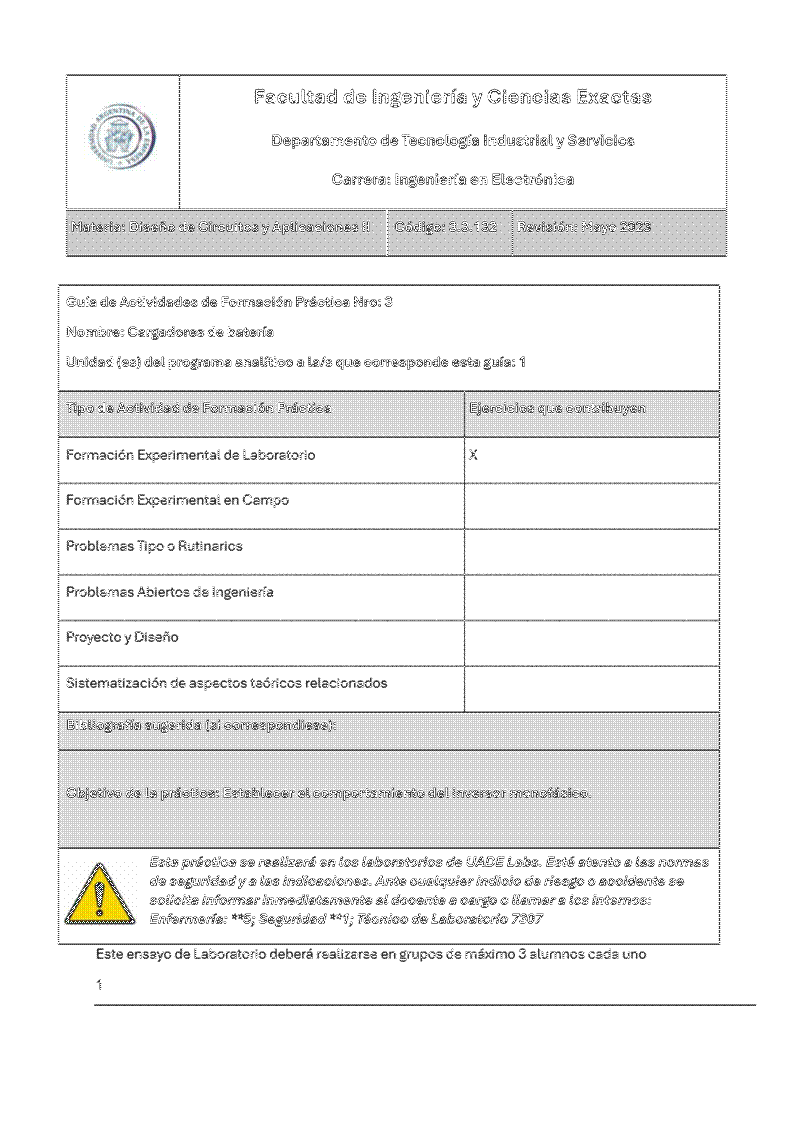 UNIVERSIDAD ARGENTINA DE LA EMPRESA
Facultad de Ingeniería y Ciencias Exactas
Departamento de Tecnología Industrial y Servicios
Carrera: Ingeniería en Electrónica
Materia: Diseño de Circuitos y Aplicaciones II Código: 3.3.132 Revisión: Mayo 2023
Guía de Actividades de Formación Práctica Nro: 3
Nombre: Cargadores de batería
Unidad (es) del programa analítico a la/s que corresponde esta guía: 1
Tipo de Actividad de Formación Práctica Ejercicios que contribuyen
Formación Experimental de Laboratorio X
Formación Experimental en Campo
Problemas Tipo o Rutinarios
Problemas Abiertos de Ingeniería
Proyecto y Diseño
Sistematización de aspectos teóricos relacionados
Bibliografía sugerida (si correspondiese):
Objetivo de la práctica: Establecer el comportamiento del inversor monofásico.
Esta práctica se realizará en los laboratorios de UADE Labs. Esté atento a las normas
de seguridad y a las indicaciones. Ante cualquier indicio de riesgo o accidente se
solicita informar inmediatamente al docente a cargo o llamar a los internos:
Enfermería: **5; Seguridad **1; Técnico de Laboratorio 7307
Este ensayo de Laboratorio deberá realizarse en grupos de máximo 3 alumnos cada uno
1